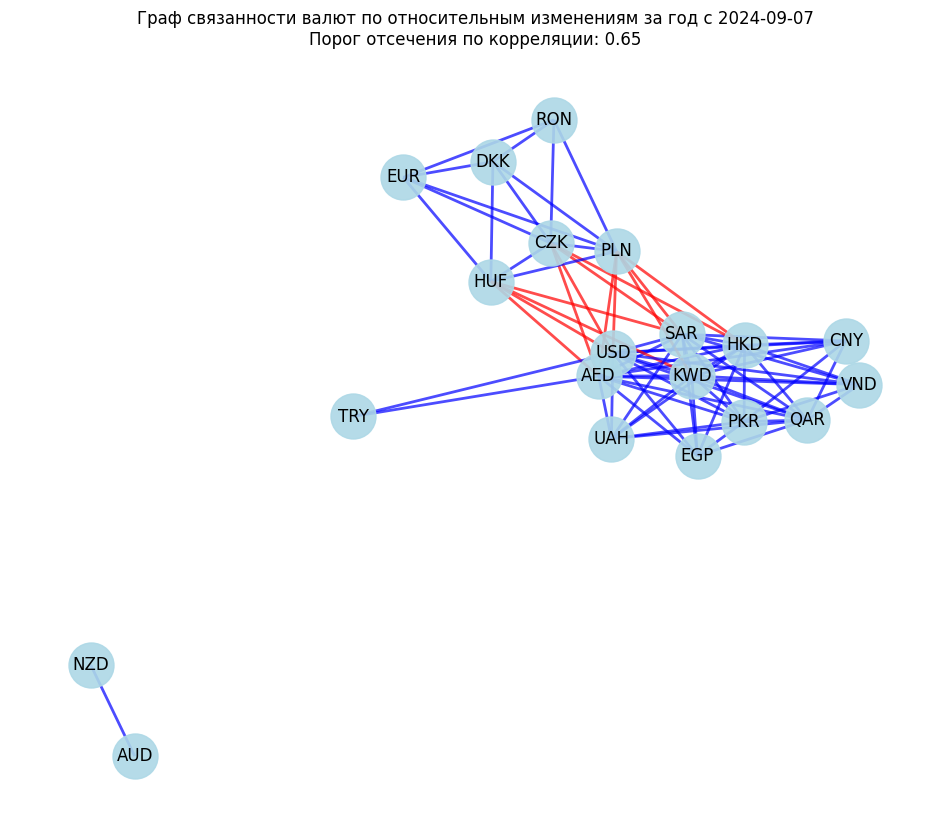 Граф связанности валют по относительным изменениям за год с 2024-09-07
Порог отсечения по корреляции: 0.65
RON
DKK
EUR
CZK
PLN
HUF
SAR
HKD
CNY
USD
AED
KWD
VND
TRY
UAH
PKR
QAR
EGP
NZD
AUD